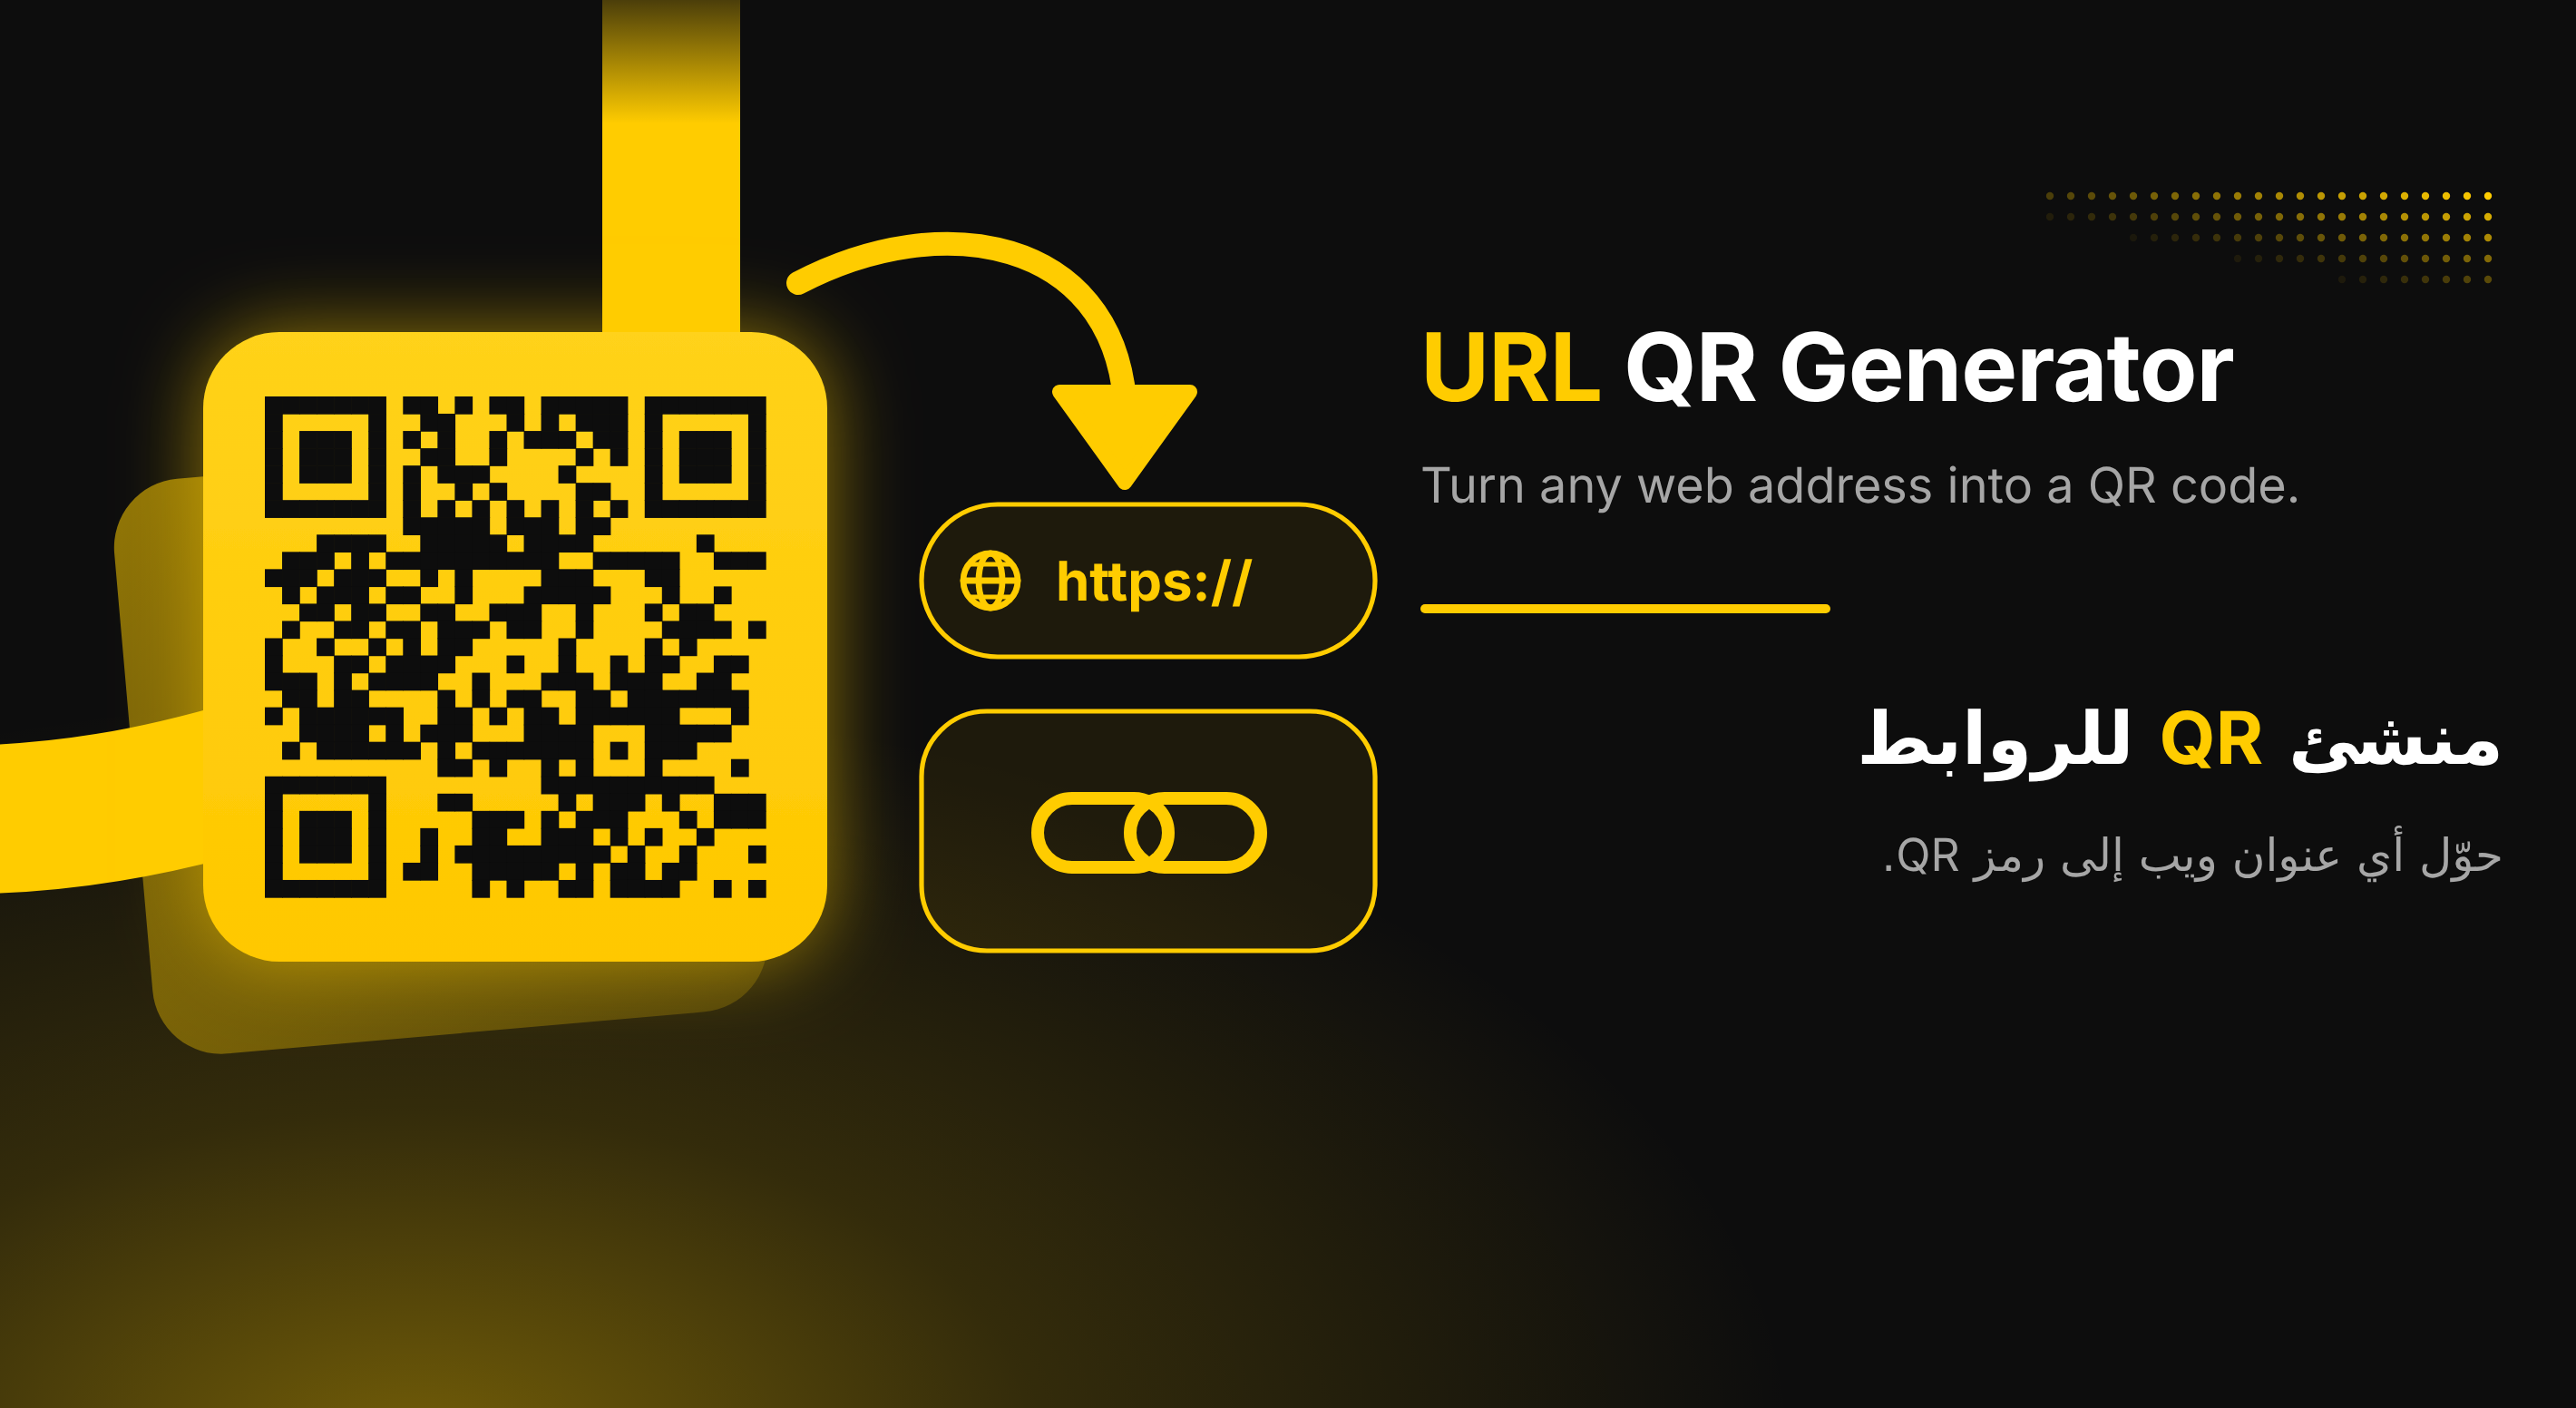 URL QR Generator
Turn any web address into a QR code.
https://
منشئ QR للروابط
حوّل أي عنوان ويب إلى رمز QR.